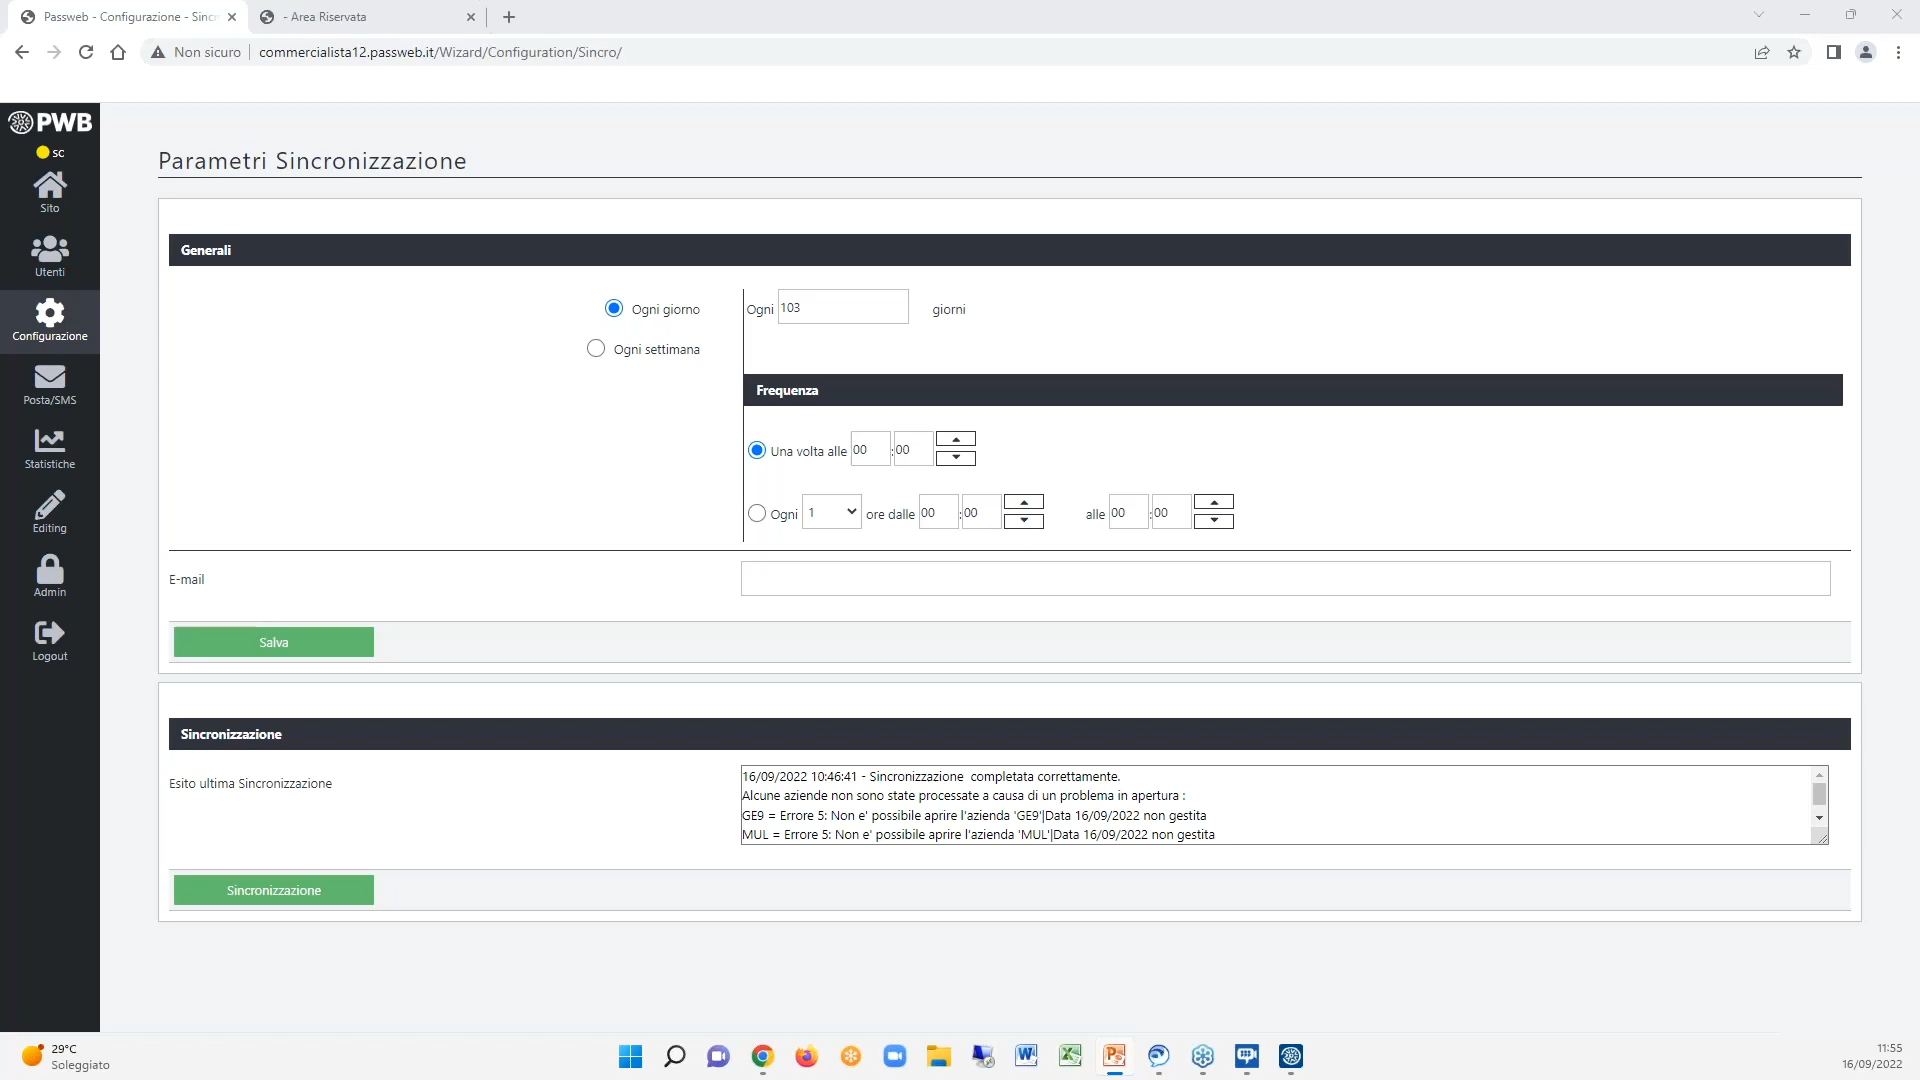 Passweb - Configurazione - Sincr
- Area Riservata
Non sicuro
commercialista12.passweb.it/Wizard/Configuration/Sincro/
PWB
sc
Sito
Utenti
Configurazione
Posta/SMS
Statistiche
Editing
Admin
Logout
Parametri Sincronizzazione
Generali
Ogni giorno
Ogni 103 giorni
Ogni settimana
Frequenza
Una volta alle 00 :00
Ogni 1 ore dalle 00 :00 alle 00 :00
E-mail
Salva
Sincronizzazione
Esito ultima Sincronizzazione
16/09/2022 10:46:41 - Sincronizzazione completata correttamente.
Alcune aziende non sono state processate a causa di un problema in apertura :
GE9 = Errore 5: Non e' possibile aprire l'azienda 'GE9'|Data 16/09/2022 non gestita
MUL = Errore 5: Non e' possibile aprire l'azienda 'MUL'|Data 16/09/2022 non gestita
Sincronizzazione
29°C
Soleggiato
11:55
16/09/2022